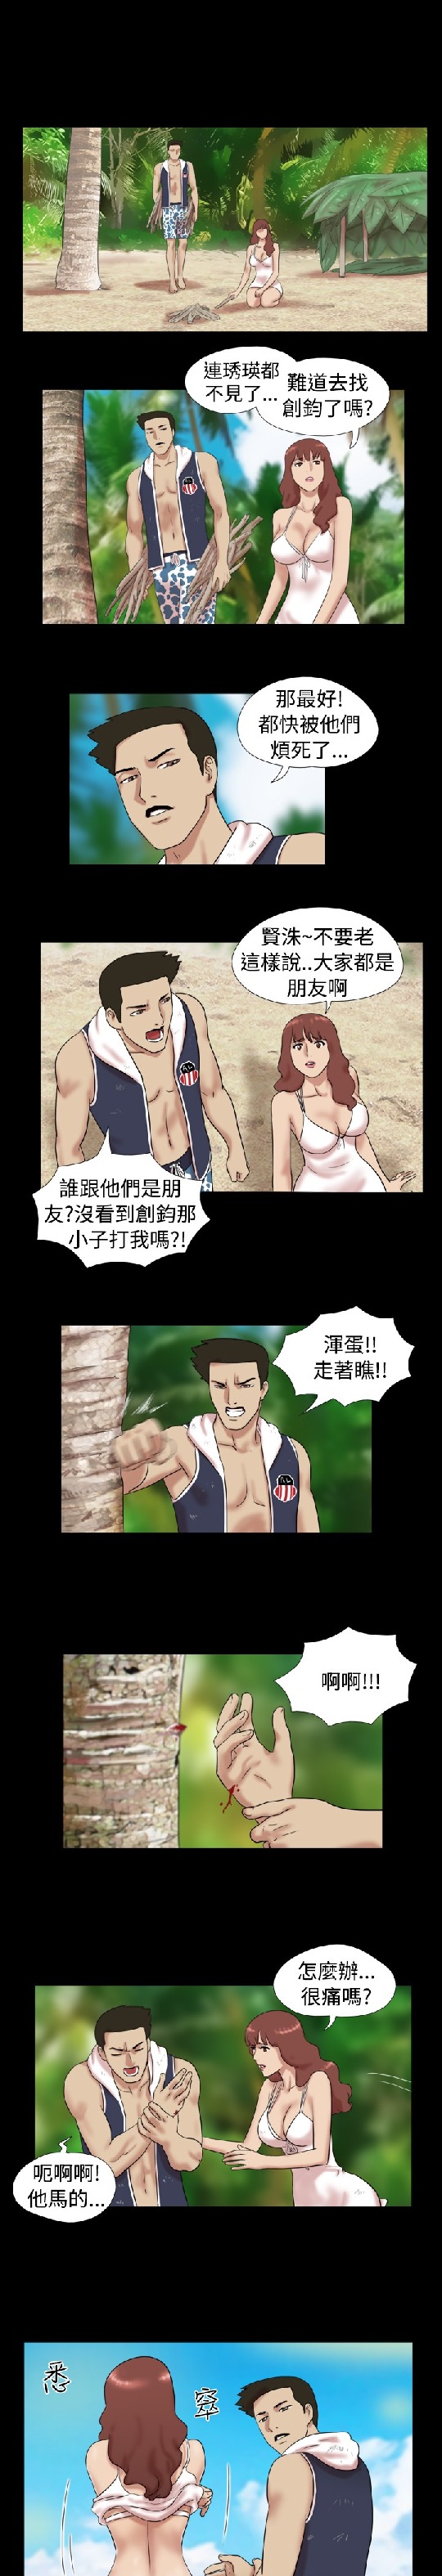 連琇瑛都
不見了...
難道去找
創鈞了嗎?
那最好!
都快被他們
煩死了...
賢洙~不要老
這樣說..大家都是
朋友啊
誰跟他們是朋
友?沒看到創鈞那
小子打我嗎?!
渾蛋!!
走著瞧!!
啊啊!!!
怎麼辦...
很痛嗎?
呃啊啊!
他馬的...
悉
窣